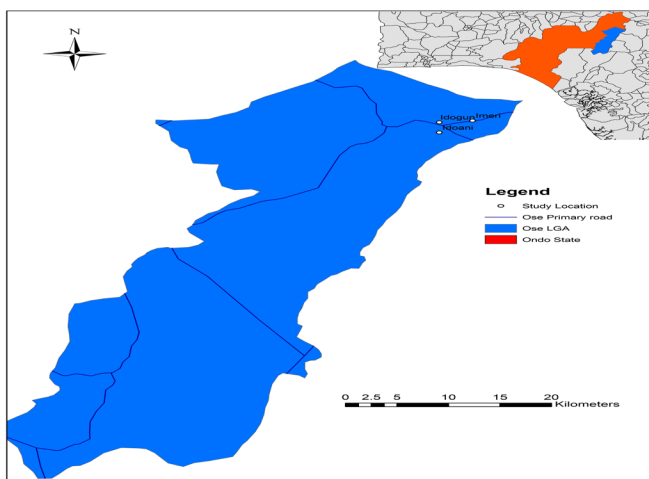 N
Idogun Imeri
Idoani
Legend
Study Location
Ose Primary road
Ose LGA
Ondo State
0 2.5 5 10 15 20
Kilometers